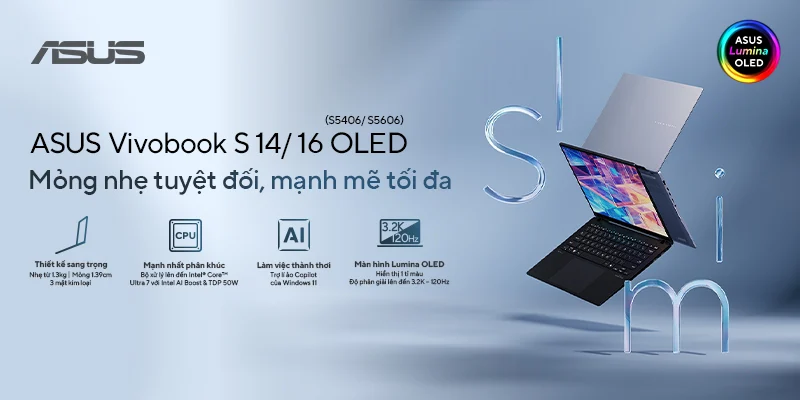 ASUS
ASUS
Lumina
OLED
(S5406/ S5606)
ASUS Vivobook S 14/ 16 OLED
Mỏng nhẹ tuyệt đối, mạnh mẽ tối đa
Slim
CPU
AI
3.2K
120Hz
Thiết kế sang trọng
Nhẹ từ 1.3kg | Mỏng 1.39cm
3 mặt kim loại
Mạnh nhất phân khúc
Bộ xử lý lên đến Intel® Core™
Ultra 7 với Intel AI Boost & TDP 50W
Làm việc thảnh thơi
Trợ lí ảo Copilot
của Windows 11
Màn hình Lumina OLED
Hiển thị 1 tỉ màu
Độ phân giải lên đến 3.2K - 120Hz